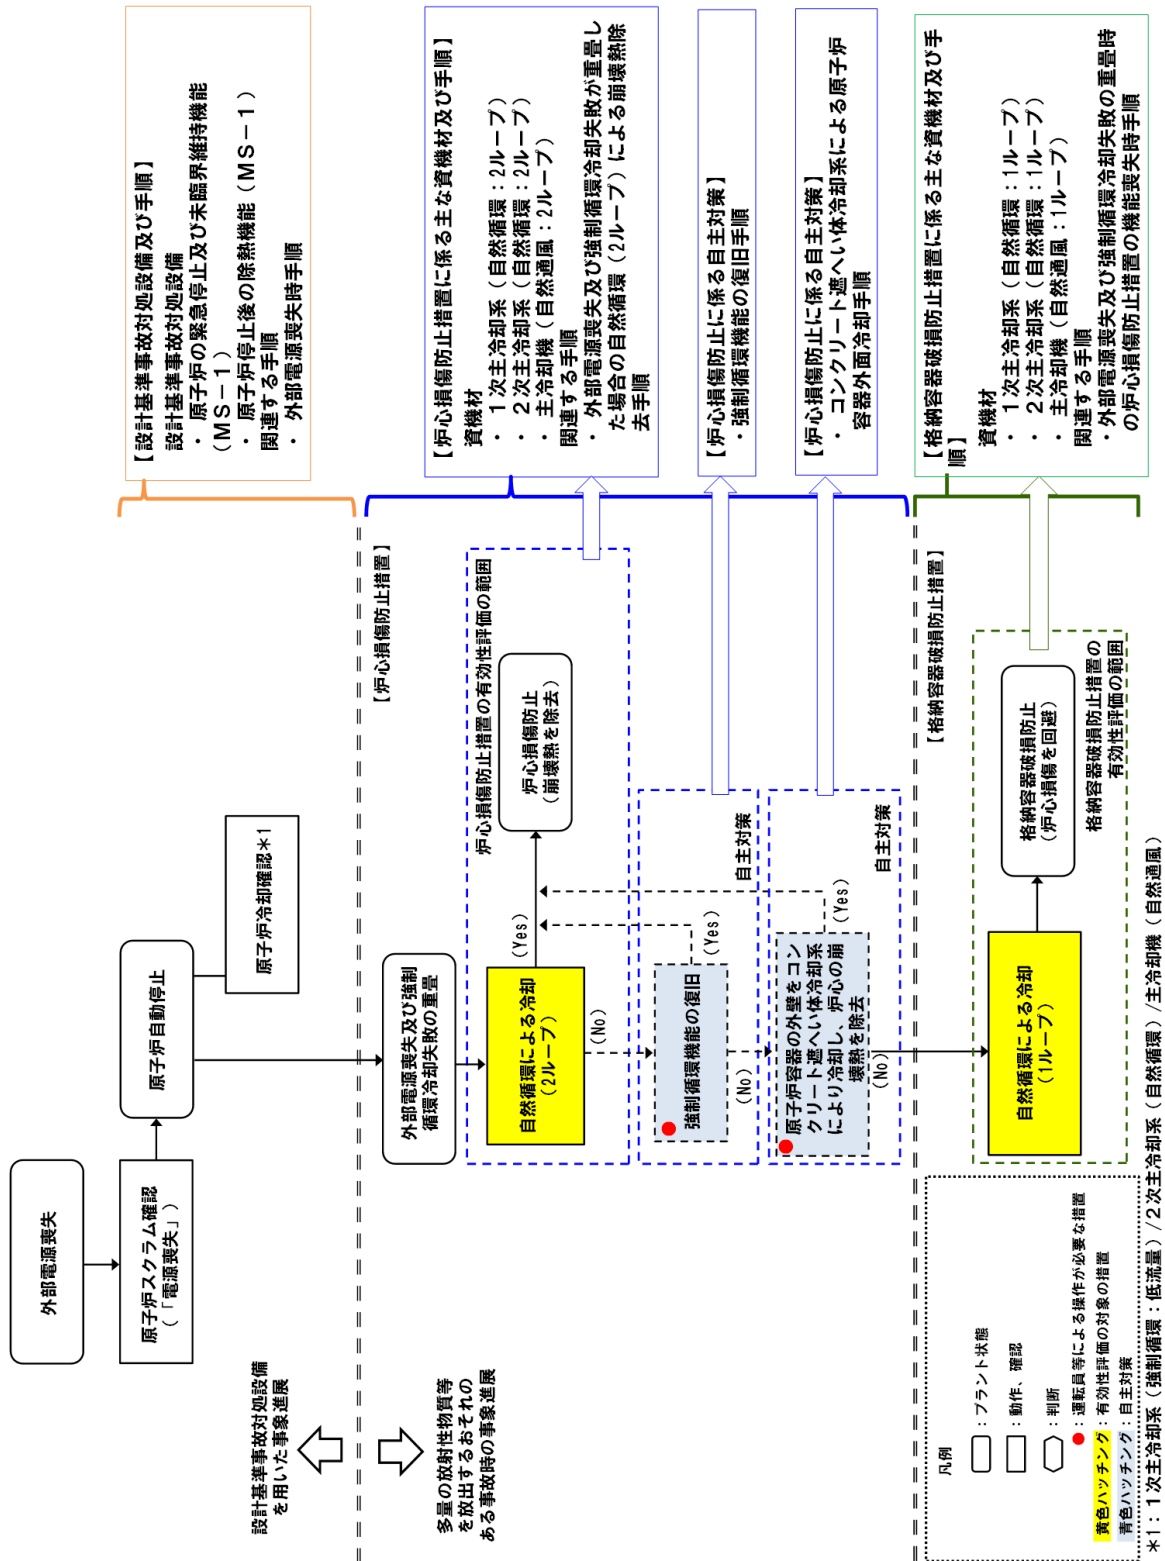 外部電源喪失
原子炉スクラム確認
（「電源喪失」）
原子炉自動停止
原子炉冷却確認*1
設計基準事故対処設備
を用いた事象進展
多量の放射性物質等
を放出するおそれの
ある事故時の事象進展
【設計基準事故対処設備及び手順】
設計基準事故対処設備
・原子炉の緊急停止及び未臨界維持機能
（ＭＳ－１）
・原子炉停止後の除熱機能（ＭＳ－１）
関連する手順
・外部電源喪失時手順
【炉心損傷防止措置】
外部電源喪失及び強制
循環冷却失敗の重畳
炉心損傷防止措置の有効性評価の範囲
自然循環による冷却
（2ループ）
（Yes）
（No）
炉心損傷防止
（崩壊熱を除去）
強制循環機能の復旧
（Yes）
（No）
自主対策
原子炉容器の外壁をコン
クリート遮へい体冷却系
により冷却し、炉心の崩
壊熱を除去
（Yes）
（No）
自主対策
【炉心損傷防止措置に係る主な資機材及び手順】
資機材
・１次主冷却系（自然循環：2ループ）
・２次主冷却系（自然循環：2ループ）
・主冷却機（自然通風：2ループ）
関連する手順
・外部電源喪失及び強制循環冷却失敗が重畳し
た場合の自然循環（2ループ）による崩壊熱除
去手順
【炉心損傷防止に係る自主対策】
・強制循環機能の復旧手順
【炉心損傷防止に係る自主対策】
・コンクリート遮へい体冷却系による原子炉
容器外面冷却手順
【格納容器破損防止措置】
自然循環による冷却
（1ループ）
格納容器破損防止
（炉心損傷を回避）
格納容器破損防止措置の
有効性評価の範囲
【格納容器破損防止措置に係る主な資機材及び手
順】
資機材
・１次主冷却系（自然循環：1ループ）
・２次主冷却系（自然循環：1ループ）
・主冷却機（自然通風：1ループ）
関連する手順
・外部電源喪失及び強制循環冷却失敗の重畳時
の炉心損傷防止措置の機能喪失時手順
凡例
：プラント状態
：動作、確認
：判断
：運転員等による操作が必要な措置
黄色ハッチング：有効性評価の対象の措置
青色ハッチング：自主対策
*1：１次主冷却系（強制循環：低流量）/２次主冷却系（自然循環）/主冷却機（自然通風）